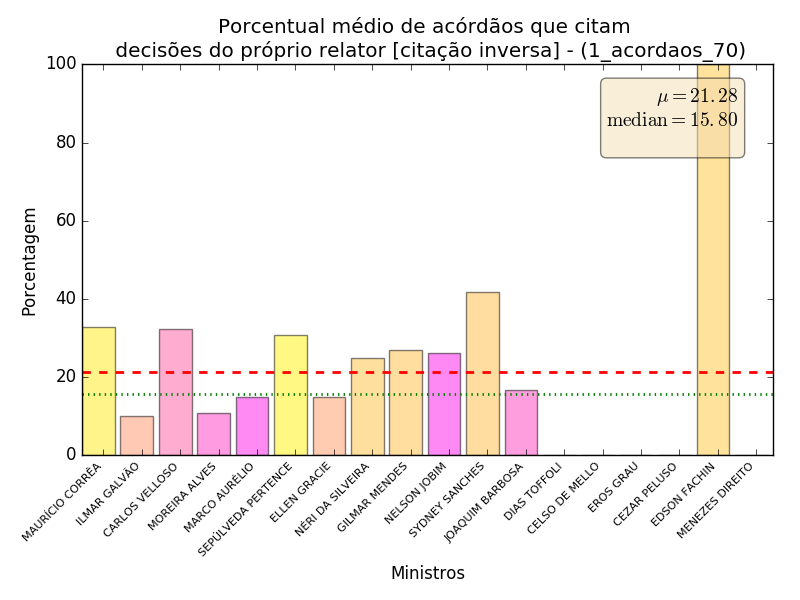 Porcentual médio de acórdãos que citam
decisões do próprio relator [citação inversa] - (1_acordaos_70)
100
80
60
40
20
0
Porcentagem
μ = 21.28
median = 15.80
MAURÍCIO CORRÊA
ILMAR GALVÃO
CARLOS VELLOSO
MOREIRA ALVES
MARCO AURÉLIO
SEPÚLVEDA PERTENCE
ELLEN GRACIE
NÉRI DA SILVEIRA
GILMAR MENDES
NELSON JOBIM
SYDNEY SANCHES
JOAQUIM BARBOSA
DIAS TOFFOLI
CELSO DE MELLO
EROS GRAU
CEZAR PELUSO
EDSON FACHIN
MENEZES DIREITO
Ministros